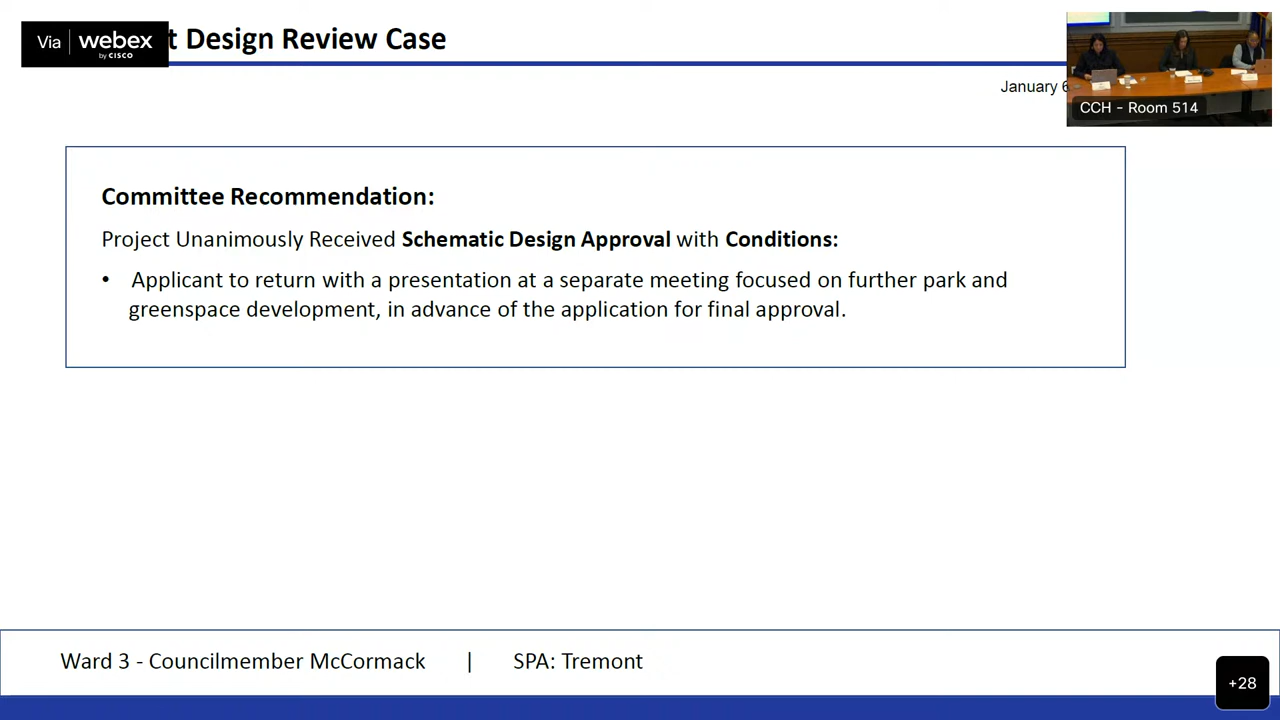 Via webex
by CISCO
t Design Review Case
January 6
CCH - Room 514
Committee Recommendation:
Project Unanimously Received Schematic Design Approval with Conditions:
• Applicant to return with a presentation at a separate meeting focused on further park and
greenspace development, in advance of the application for final approval.
Ward 3 - Councilmember McCormack | SPA: Tremont
+28